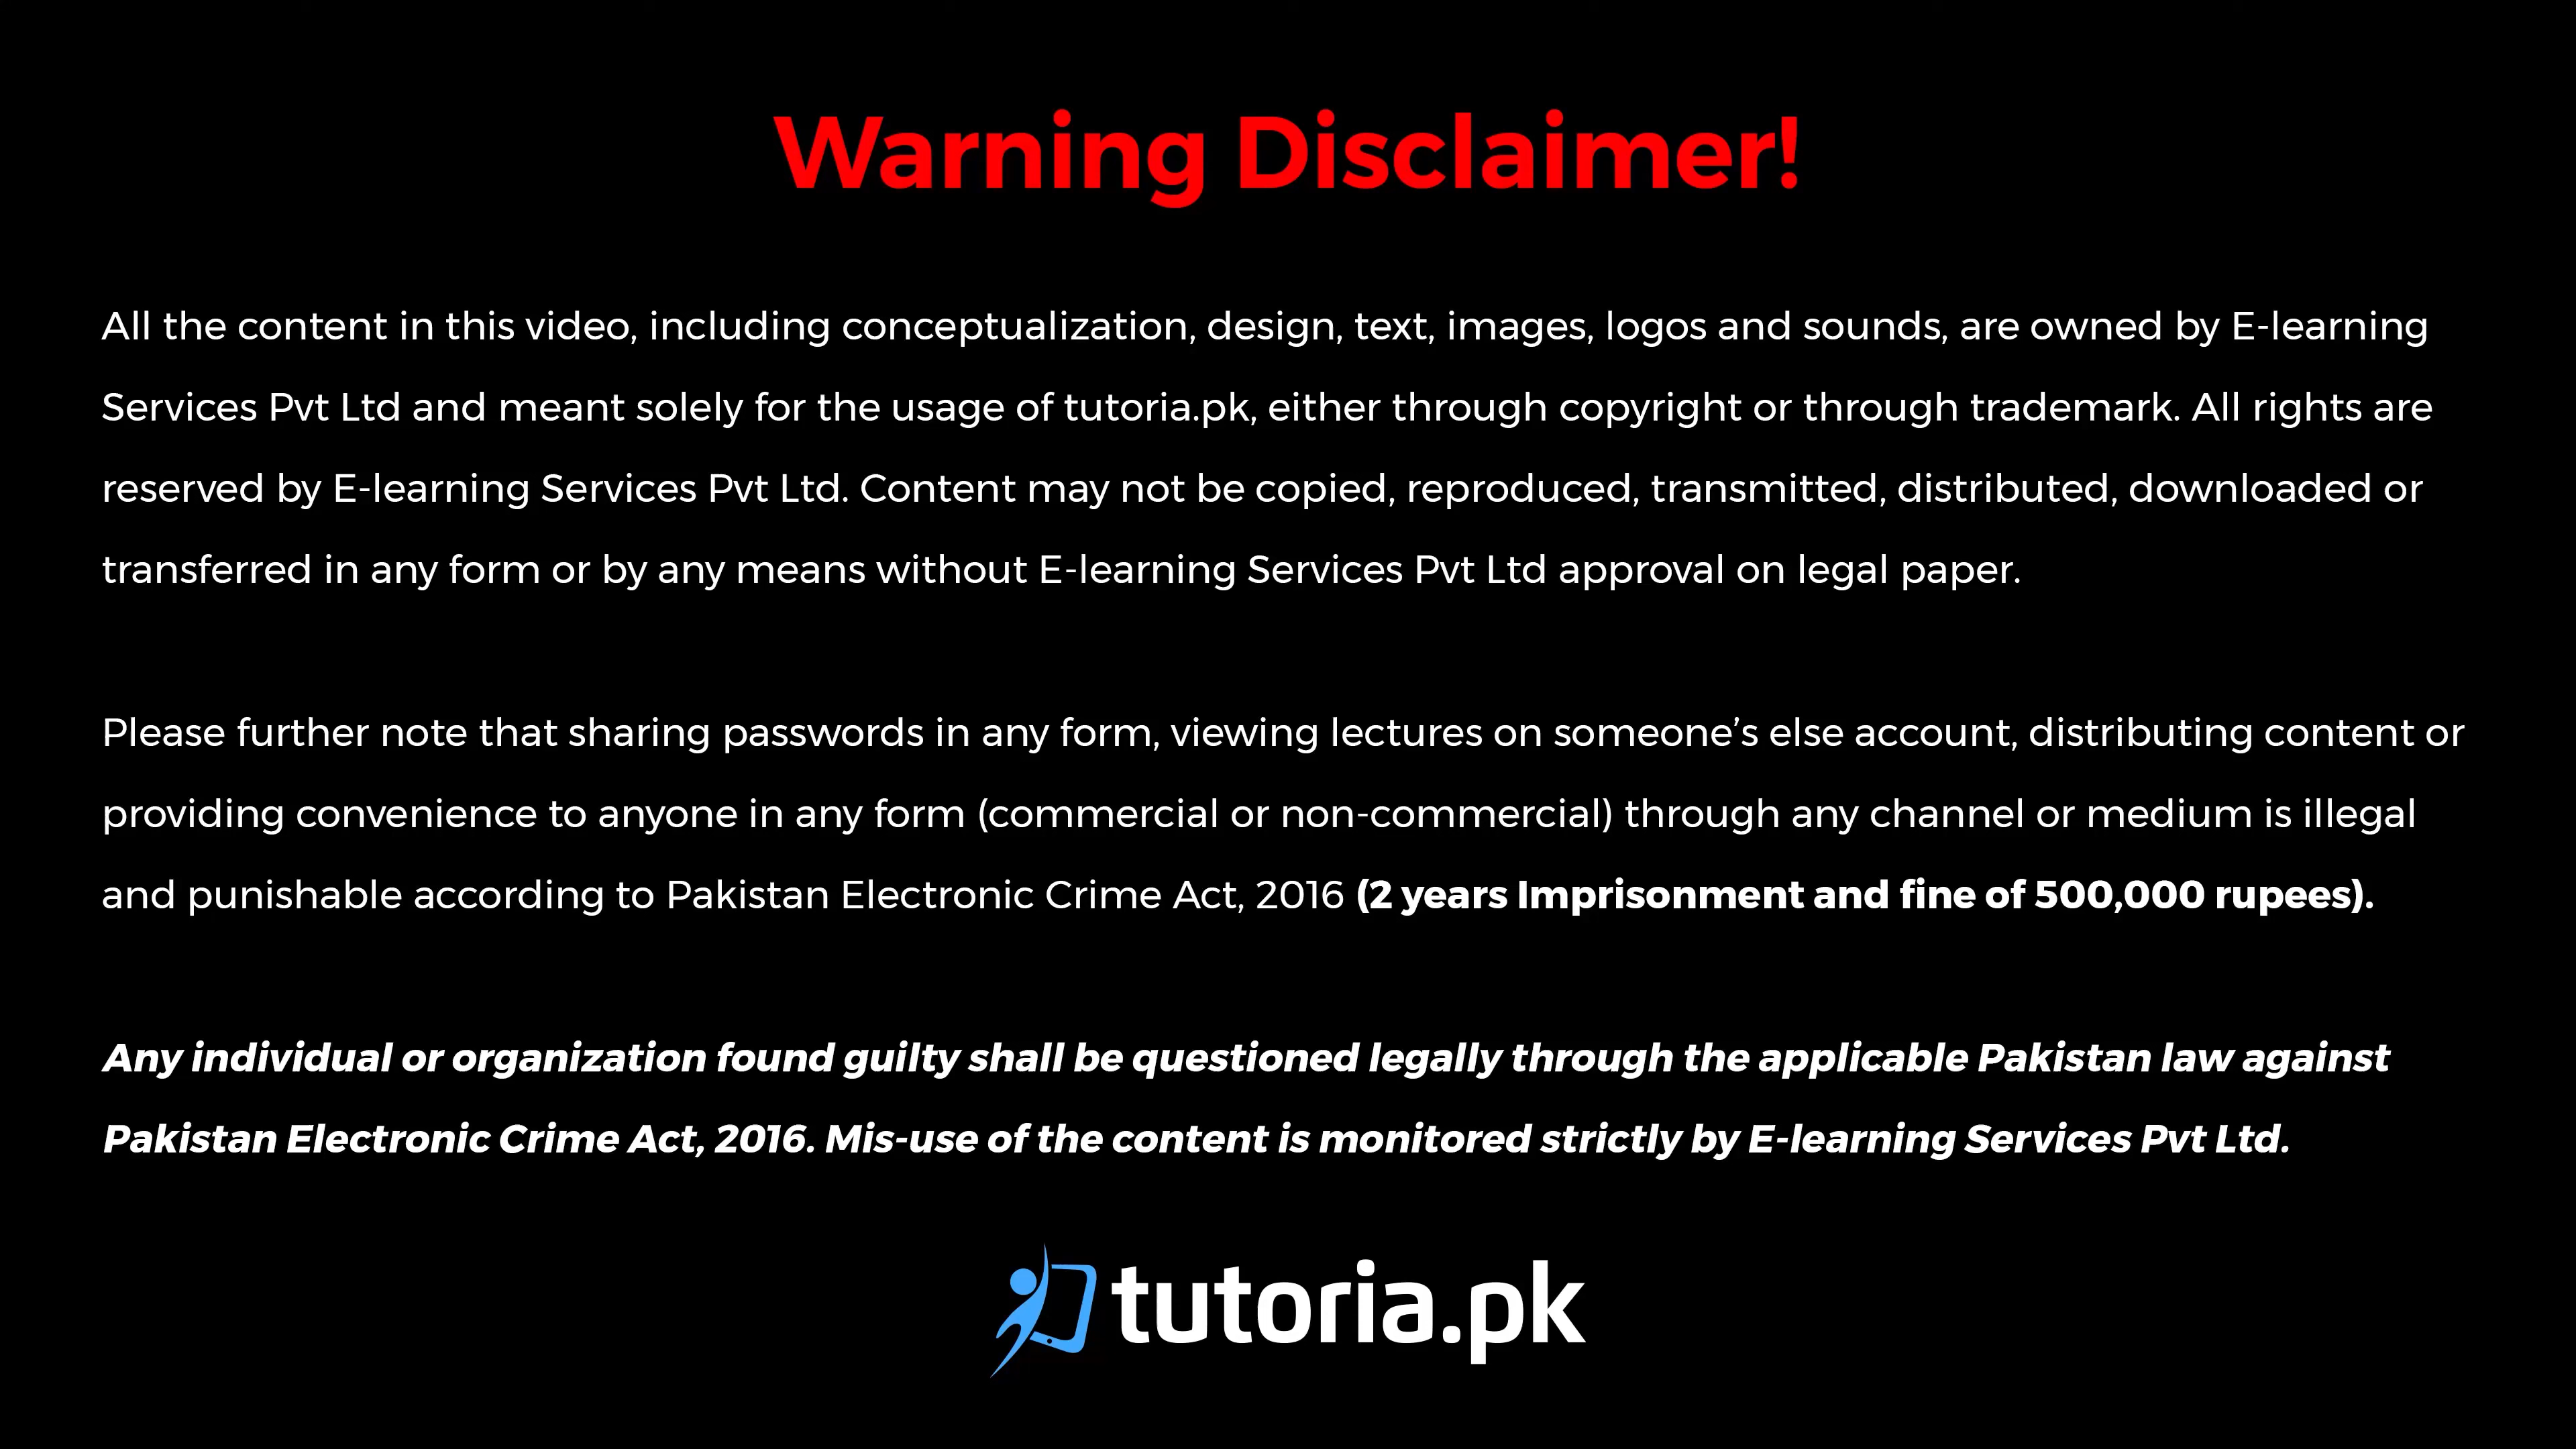 Warning Disclaimer!
All the content in this video, including conceptualization, design, text, images, logos and sounds, are owned by E-learning
Services Pvt Ltd and meant solely for the usage of tutoria.pk, either through copyright or through trademark. All rights are
reserved by E-learning Services Pvt Ltd. Content may not be copied, reproduced, transmitted, distributed, downloaded or
transferred in any form or by any means without E-learning Services Pvt Ltd approval on legal paper.
Please further note that sharing passwords in any form, viewing lectures on someone’s else account, distributing content or
providing convenience to anyone in any form (commercial or non-commercial) through any channel or medium is illegal
and punishable according to Pakistan Electronic Crime Act, 2016 (2 years Imprisonment and fine of 500,000 rupees).
Any individual or organization found guilty shall be questioned legally through the applicable Pakistan law against
Pakistan Electronic Crime Act, 2016. Mis-use of the content is monitored strictly by E-learning Services Pvt Ltd.
tutoria.pk